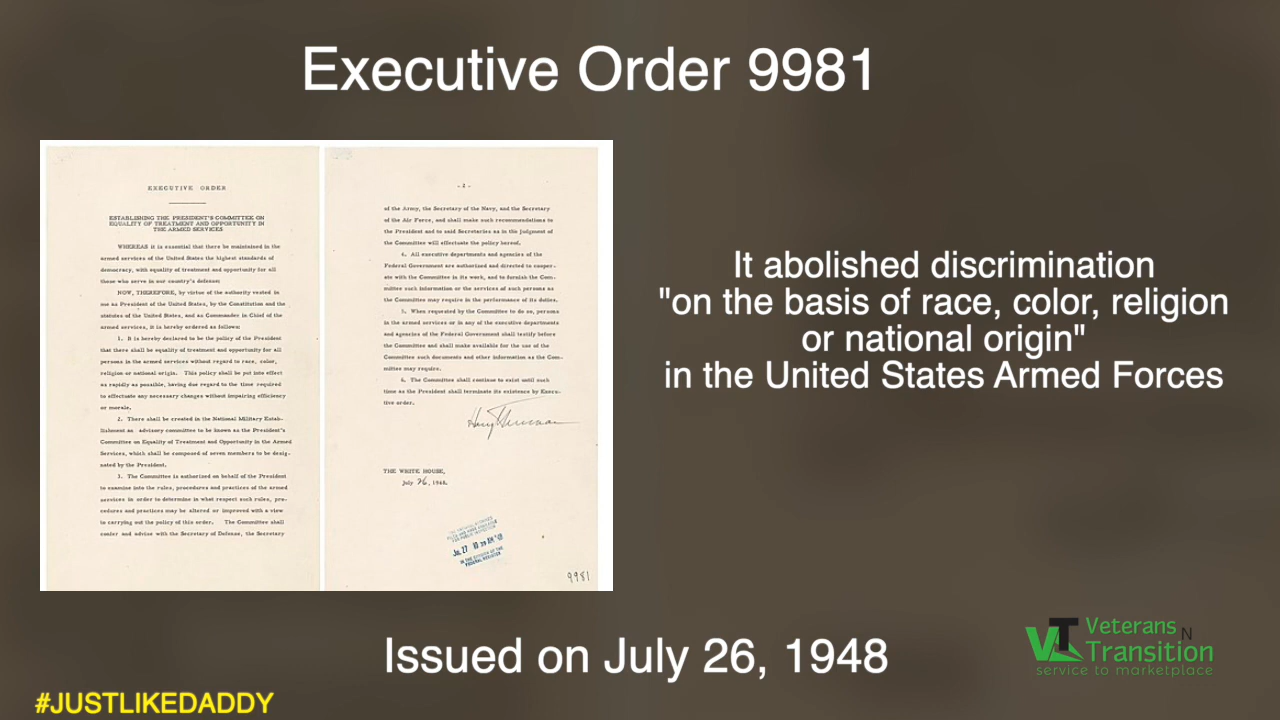 Executive Order 9981
EXECUTIVE ORDER
ESTABLISHING THE PRESIDENT'S COMMITTEE ON
EQUALITY OF TREATMENT AND OPPORTUNITY IN
THE ARMED SERVICES
WHEREAS it is essential that there be maintained in the
armed services of the United States the highest standards of
democracy, with equality of treatment and opportunity for all
those who serve in our country's defense:
NOW, THEREFORE, by virtue of the authority vested in
me as President of the United States, by the Constitution and the
statutes of the United States, and as Commander in Chief of the
armed services, it is hereby ordered as follows:
1. It is hereby declared to be the policy of the President
that there shall be equality of treatment and opportunity for all
persons in the armed services without regard to race, color,
religion or national origin. This policy shall be put into effect
as rapidly as possible, having due regard to the time required
to effectuate any necessary changes without impairing efficiency
or morale.
2. There shall be created in the National Military Estab-
lishment an advisory committee to be known as the President's
Committee on Equality of Treatment and Opportunity in the Armed
Services, which shall be composed of seven members to be desig-
nated by the President.
3. The Committee is authorized on behalf of the President
to examine into the rules, procedures and practices of the armed
services in order to determine in what respect such rules, pro-
cedures and practices may be altered or improved with a view
to carrying out the policy of this order. The Committee shall
confer and advise with the Secretary of Defense, the Secretary
-2-
of the Army, the Secretary of the Navy, and the Secretary
of the Air Force, and shall make such recommendations to
the President and to said Secretaries as in the judgment of
the Committee will effectuate the policy hereof.
4. All executive departments and agencies of the
Federal Government are authorized and directed to cooper-
ate with the Committee in its work, and to furnish the Com-
mittee such information or the services of such persons as
the Committee may require in the performance of its duties.
5. When requested by the Committee to do so, persons
in the armed services or in any of the executive departments
and agencies of the Federal Government shall testify before
the Committee and shall make available for the use of the
Committee such documents and other information as the Com-
mittee may require.
6. The Committee shall continue to exist until such
time as the President shall terminate its existence by Execu-
tive order.
Harry Truman
THE WHITE HOUSE,
July 26, 1948.
IN THE DIVISION OF THE
FEDERAL REGISTER
9981
It abolished discrimination
"on the basis of race, color, religion
or national origin"
in the United States Armed Forces
Issued on July 26, 1948
VT Veterans N
Transition
service to marketplace
#JUSTLIKEDADDY